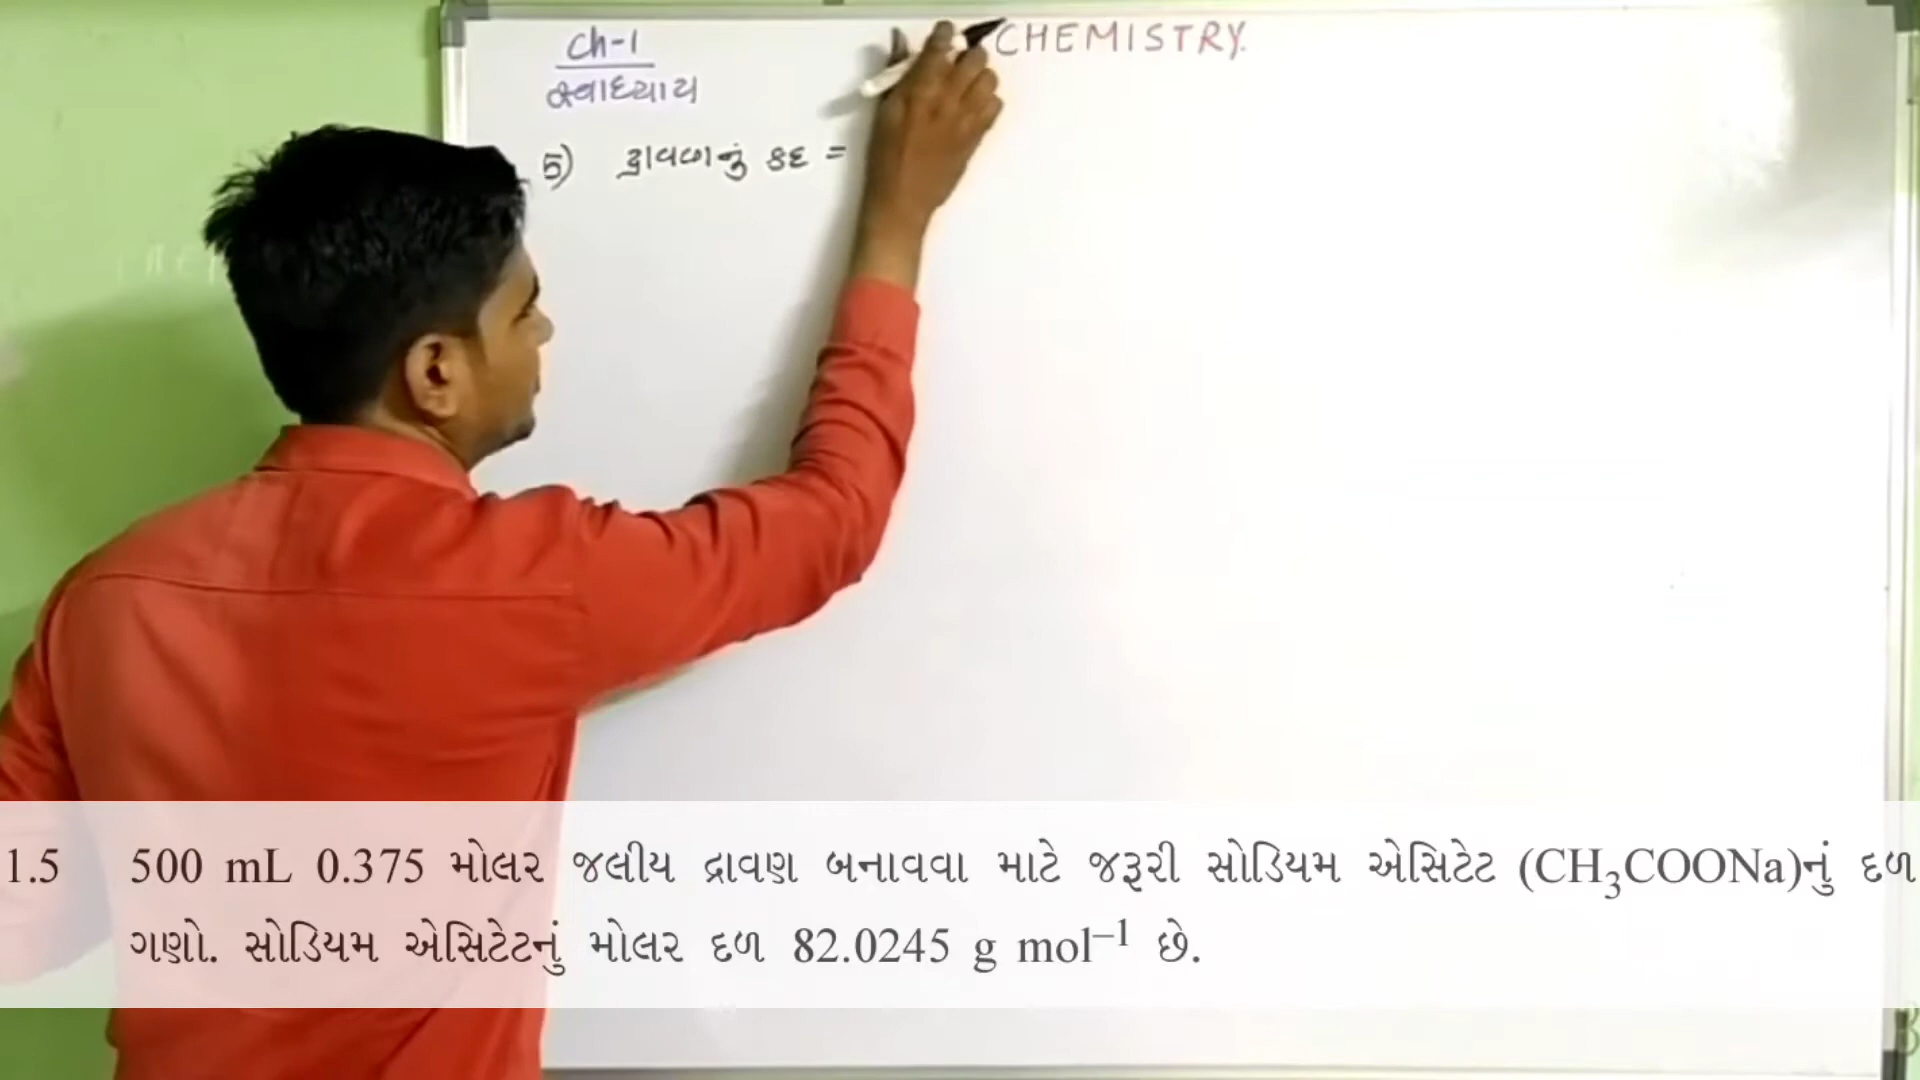 Ch-1
CHEMISTRY.
સ્વાધ્યાય
5) દ્રાવણનું કદ =
1.5 500 mL 0.375 મોલર જલીય દ્રાવણ બનાવવા માટે જરૂરી સોડિયમ એસિટેટ (CH₃COONa)નું દળ
ગણો. સોડિયમ એસિટેટનું મોલર દળ 82.0245 g mol⁻¹ છે.